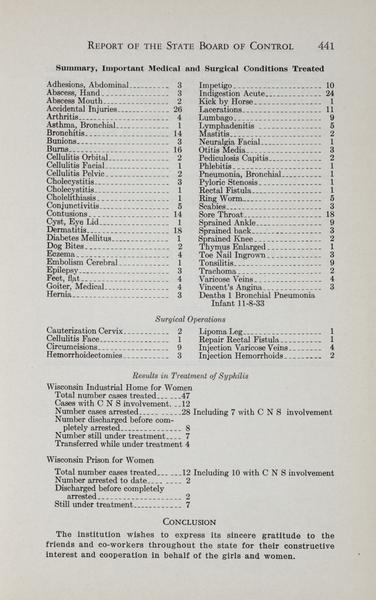 REPORT OF THE STATE BOARD OF CONTROL 441
Summary, Important Medical and Surgical Conditions Treated
Adhesions, Abdominal 3
Abscess, Hand 3
Abscess Mouth 2
Accidental Injuries 26
Arthritis 4
Asthma, Bronchial 1
Bronchitis 14
Bunions 3
Burns 16
Cellulitis Orbital 2
Cellulitis Facial 1
Cellulitis Pelvic 2
Cholecystitis 3
Cholecystitis 1
Cholelithiasis 1
Conjunctivitis 5
Contusions 14
Cyst, Eye Lid 1
Dermatitis 18
Diabetes Mellitus 1
Dog Bites 2
Eczema 4
Embolism Cerebral 1
Epilepsy 3
Feet, flat 4
Goiter, Medical 4
Hernia 3
Impetigo 10
Indigestion Acute 24
Kick by Horse 1
Lacerations 11
Lumbago 9
Lymphadenitis 5
Mastitis 2
Neuralgia Facial 1
Otitis Media 3
Pediculosis Capitis 2
Phlebitis 1
Pneumonia, Bronchial 1
Pyloric Stenosis 1
Rectal Fistula 1
Ring Worm 5
Scabies 3
Sore Throat 18
Sprained Ankle 9
Sprained back 3
Sprained Knee 2
Thymus Enlarged 1
Toe Nail Ingrown 3
Tonsilitis 9
Trachoma 2
Varicose Veins 4
Vincent's Angina 3
Deaths 1 Bronchial Pneumonia
Infant 11-8-33
Surgical Operations
Cauterization Cervix 2
Cellulitis Face 1
Circumcisions 9
Hemorrhoidectomies 3
Lipoma Leg 1
Repair Rectal Fistula 1
Injection Varicose Veins 4
Injection Hemorrhoids 2
Results in Treatment of Syphilis
Wisconsin Industrial Home for Women
Total number cases treated 47
Cases with C N S involvement 12
Number cases arrested 28 Including 7 with C N S involvement
Number discharged before com-
pletely arrested 8
Number still under treatment 7
Transferred while under treatment 4
Wisconsin Prison for Women
Total number cases treated 12 Including 10 with C N S involvement
Number arrested to date 2
Discharged before completely
arrested 2
Still under treatment 7
CONCLUSION
The institution wishes to express its sincere gratitude to the
friends and co-workers throughout the state for their constructive
interest and cooperation in behalf of the girls and women.